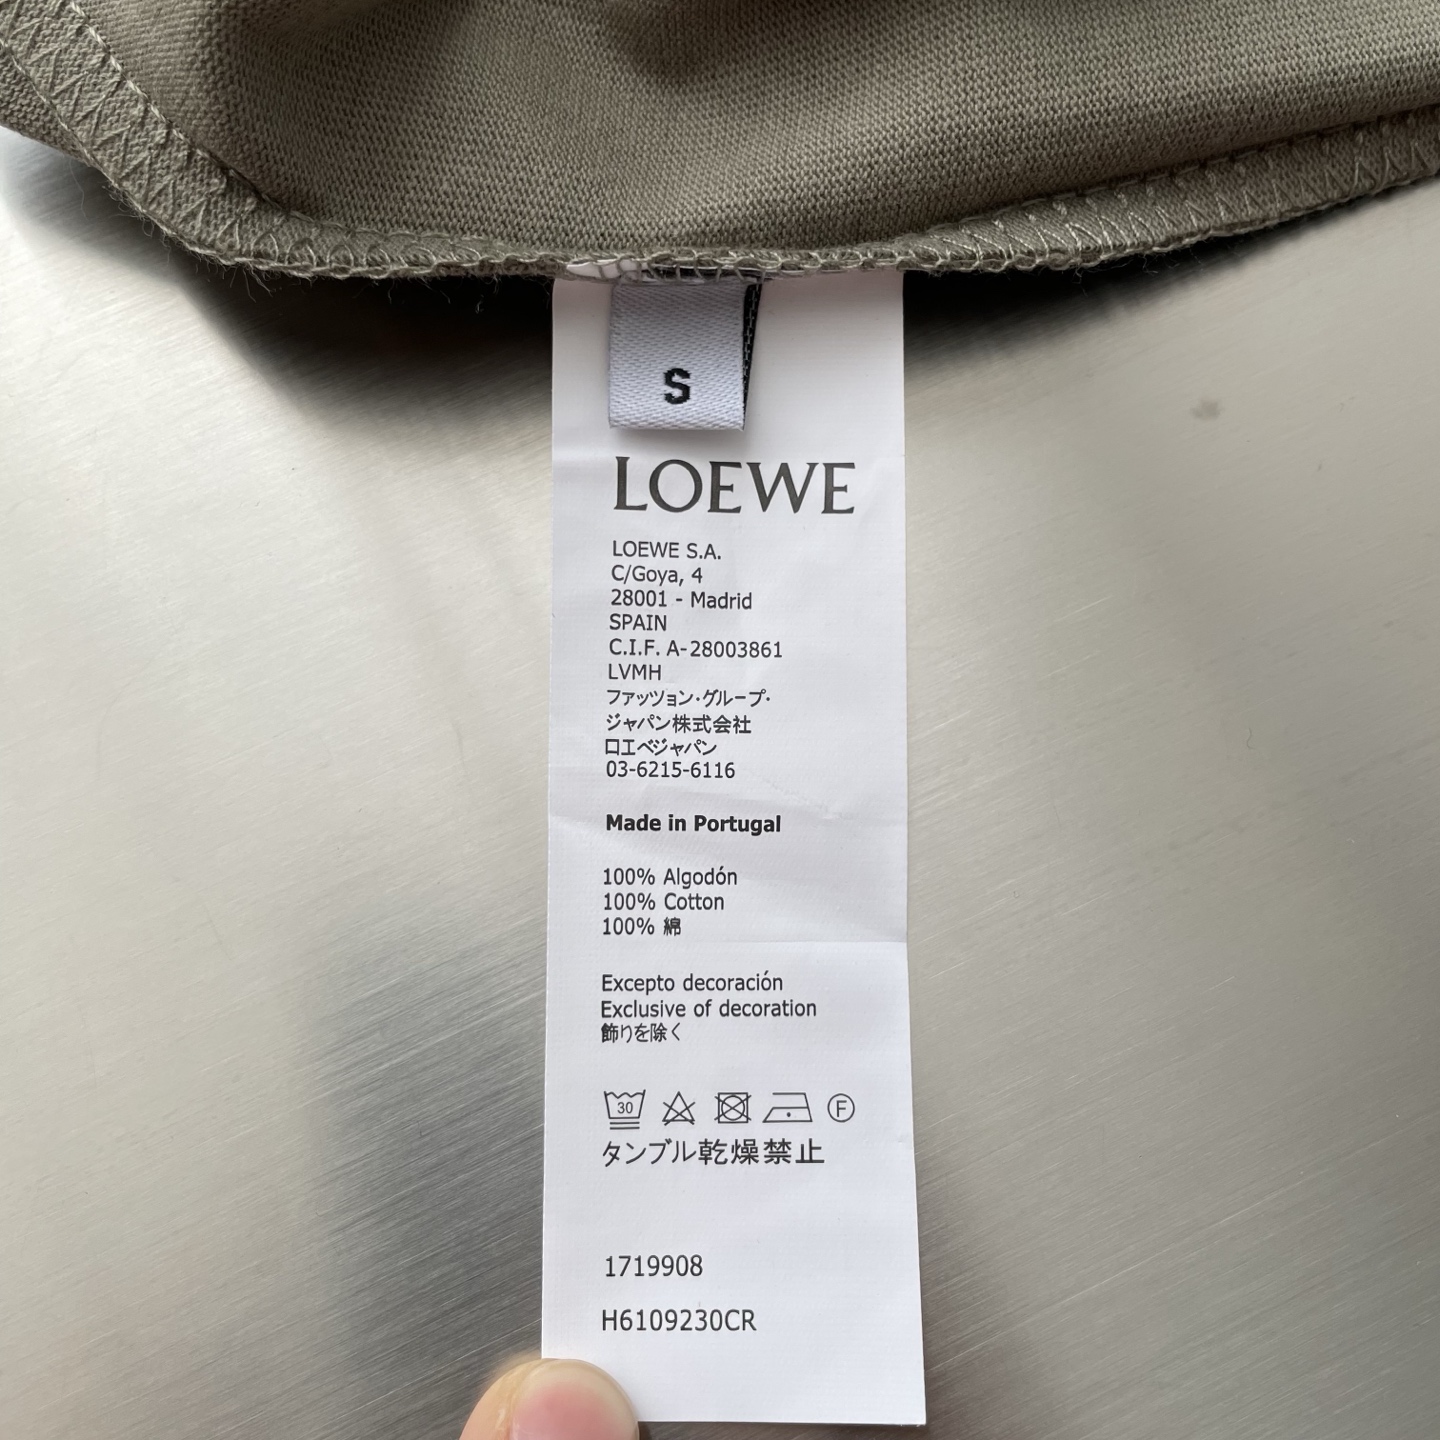 S
LOEWE
LOEWE S.A.
C/Goya, 4
28001 - Madrid
SPAIN
C.I.F. A-28003861
LVMH
ファッツョン・グループ・
ジャパン株式会社
ロエベジャパン
03-6215-6116
Made in Portugal
100% Algodón
100% Cotton
100% 綿
Excepto decoración
Exclusive of decoration
飾りを除く
30
F
タンブル乾燥禁止
1719908
H6109230CR